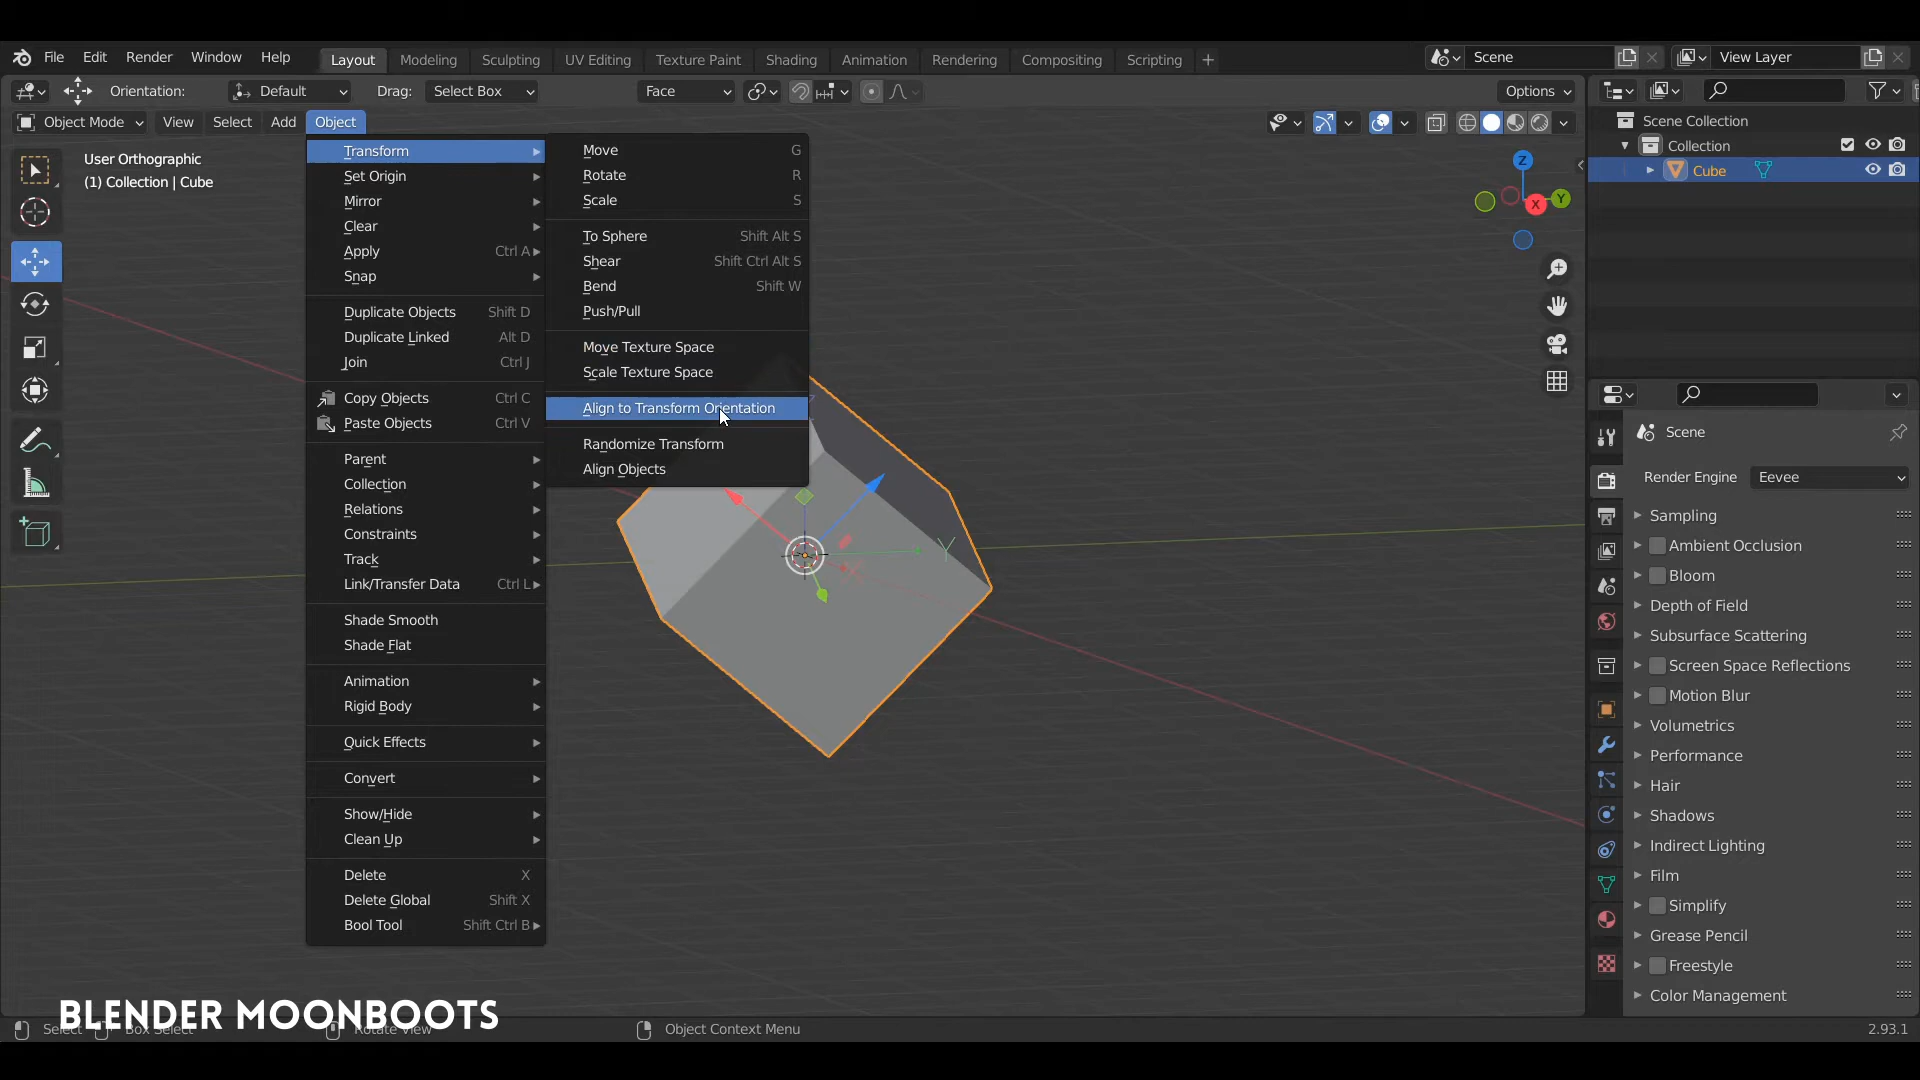 File Edit Render Window Help Layout Modeling Sculpting UV Editing Texture Paint Shading Animation Rendering Compositing Scripting + Scene View Layer
Orientation: Default Drag: Select Box Face Options
Object Mode View Select Add Object
User Orthographic
(1) Collection | Cube
Transform
Set Origin
Mirror
Clear
Apply Ctrl A
Snap
Duplicate Objects Shift D
Duplicate Linked Alt D
Join Ctrl J
Copy Objects Ctrl C
Paste Objects Ctrl V
Parent
Collection
Relations
Constraints
Track
Link/Transfer Data Ctrl L
Shade Smooth
Shade Flat
Animation
Rigid Body
Quick Effects
Convert
Show/Hide
Clean Up
Delete X
Delete Global Shift X
Bool Tool Shift Ctrl B
Move G
Rotate R
Scale S
To Sphere Shift Alt S
Shear Shift Ctrl Alt S
Bend Shift W
Push/Pull
Move Texture Space
Scale Texture Space
Align to Transform Orientation
Randomize Transform
Align Objects
Y
Z
Y
X
Scene Collection
Collection
Cube
Scene
Render Engine Eevee
Sampling
Ambient Occlusion
Bloom
Depth of Field
Subsurface Scattering
Screen Space Reflections
Motion Blur
Volumetrics
Performance
Hair
Shadows
Indirect Lighting
Film
Simplify
Grease Pencil
Freestyle
Color Management
BLENDER MOONBOOTS
Select Box Select Rotate View Object Context Menu 2.93.1